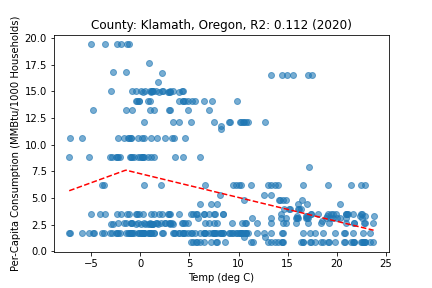 County: Klamath, Oregon, R2: 0.112 (2020)
Per-Capita Consumption (MMBtu/1000 Households)
20.0
17.5
15.0
12.5
10.0
7.5
5.0
2.5
0.0
−5 0 5 10 15 20 25
Temp (deg C)